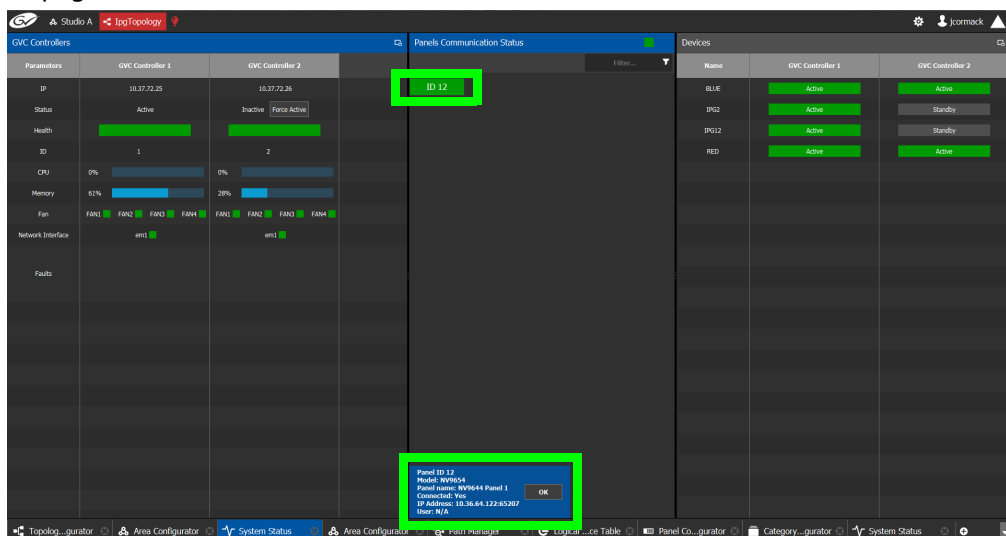 GV Studio A IpgTopology jcormack
GVC Controllers
Parameters GVC Controller 1 GVC Controller 2
IP 10.37.72.25 10.37.72.26
Status Active Inactive Force Active
Health
ID 1 2
CPU 0% 0%
Memory 61% 28%
Fan FAN1 FAN2 FAN3 FAN4 FAN1 FAN2 FAN3 FAN4
Network Interface em1 em1
Faults
Panels Communication Status
Filter...
ID 12
Panel ID 12
Model: NV9654
Panel name: NV9644 Panel 1
Connected: Yes
IP Address: 10.36.64.122:65207
User: N/A
OK
Devices
Name GVC Controller 1 GVC Controller 2
BLUE Active Active
IPG2 Active Standby
IPG12 Active Standby
RED Active Active
Topolog...gurator Area Configurator System Status Area Configurator Path Manager Logical ...ce Table Panel Co...gurator Category...gurator System Status